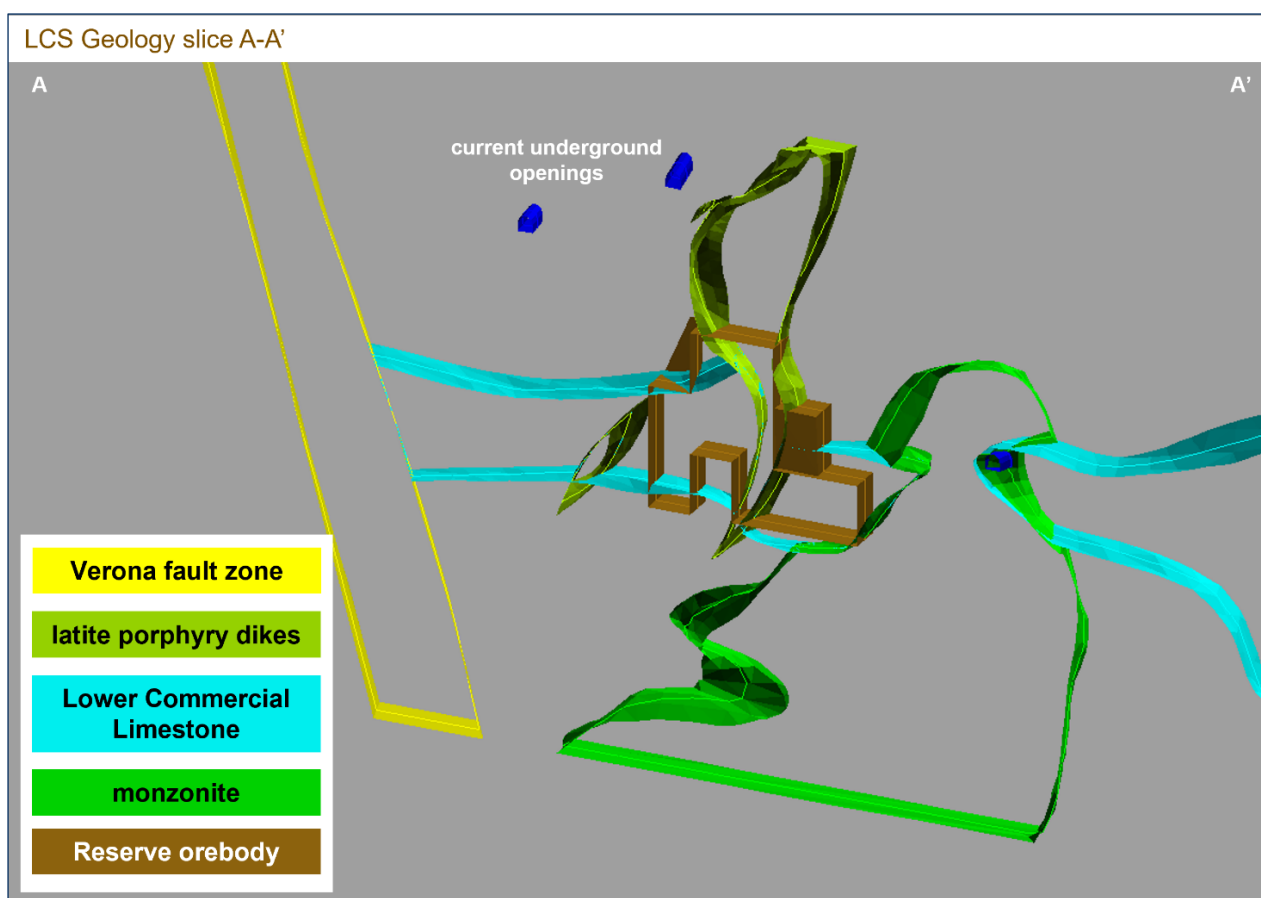 LCS Geology slice A-A’
A
A’
current underground
openings
Verona fault zone
latite porphyry dikes
Lower Commercial
Limestone
monzonite
Reserve orebody